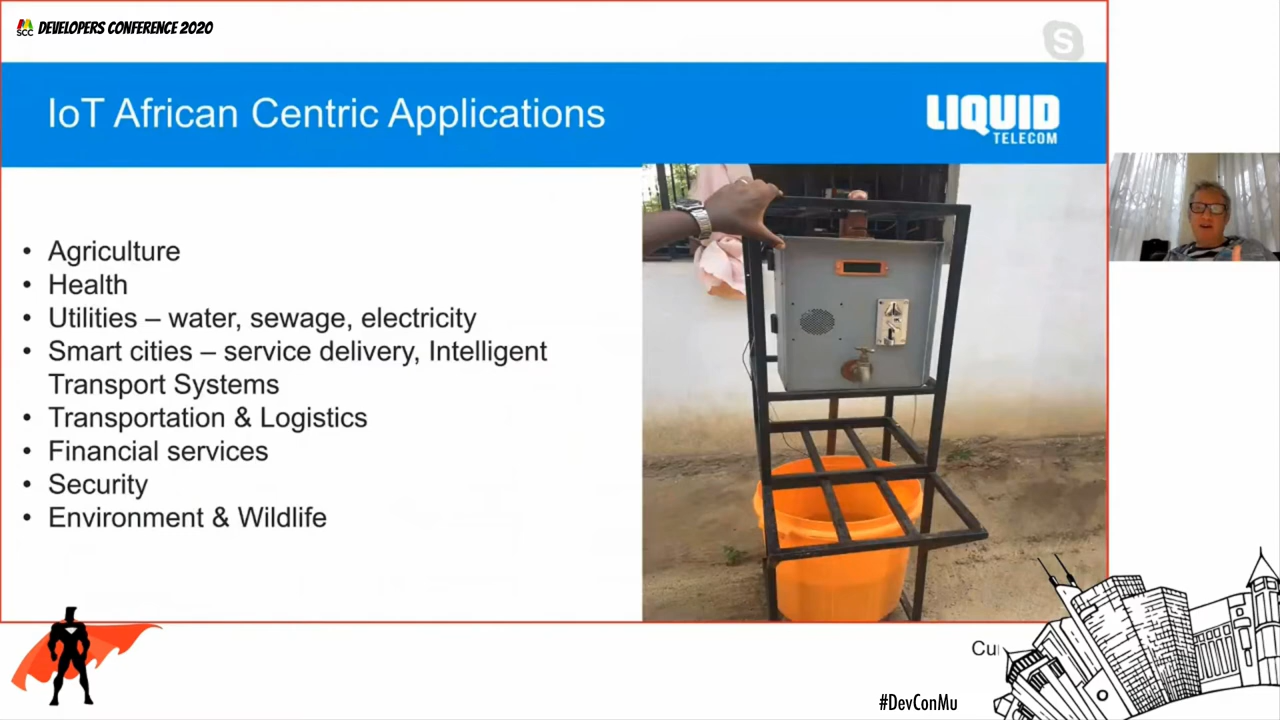 SCC DEVELOPERS CONFERENCE 2020
S
IoT African Centric Applications
LIQUID
TELECOM
• Agriculture
• Health
• Utilities – water, sewage, electricity
• Smart cities – service delivery, Intelligent
Transport Systems
• Transportation & Logistics
• Financial services
• Security
• Environment & Wildlife
#DevConMu